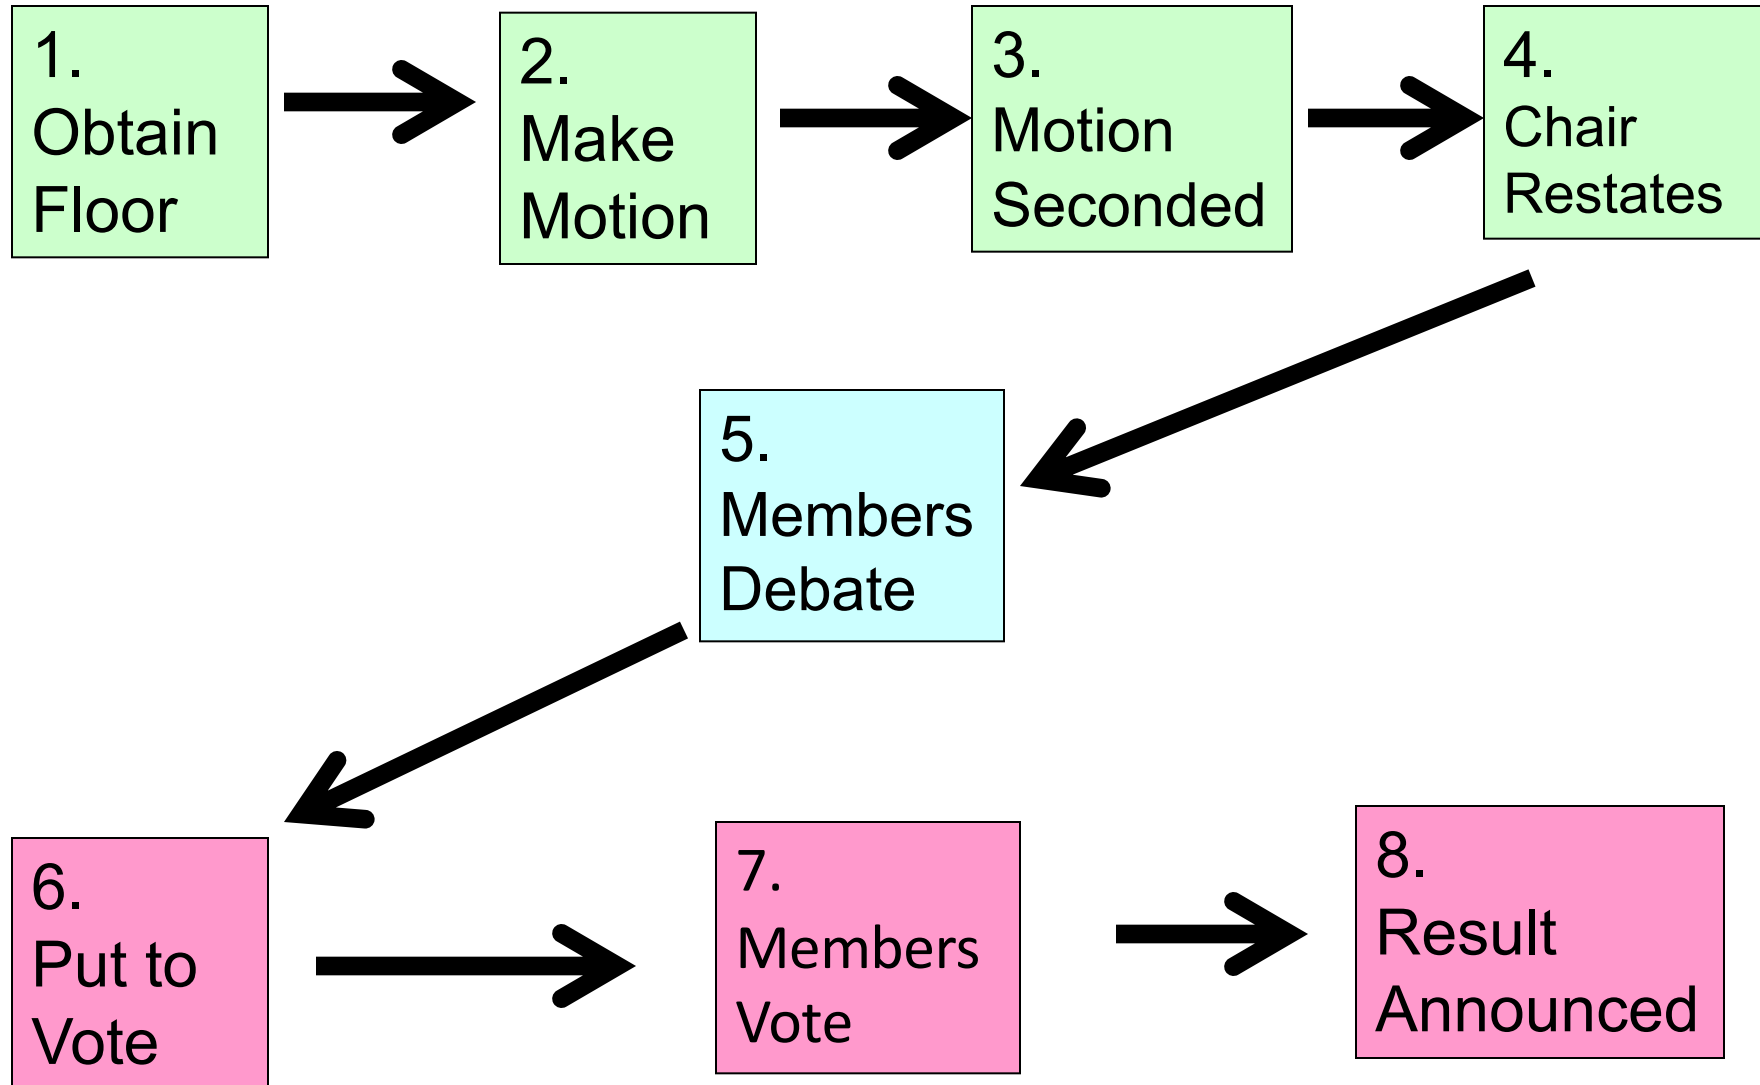 1.
Obtain
Floor
2.
Make
Motion
3.
Motion
Seconded
4.
Chair
Restates
5.
Members
Debate
6.
Put to
Vote
7.
Members
Vote
8.
Result
Announced